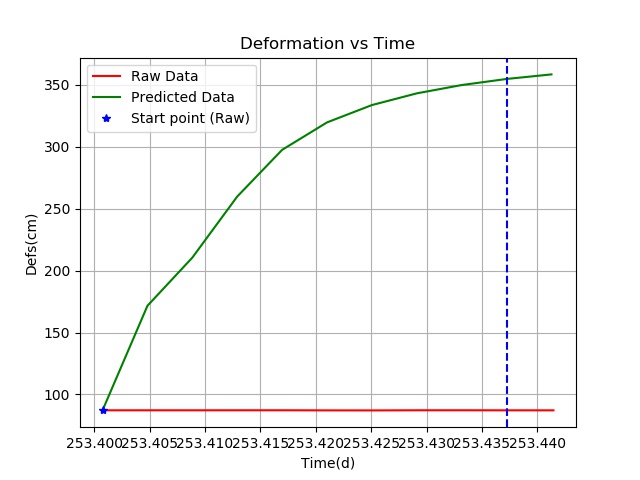 Deformation vs Time
Raw Data
Predicted Data
Start point (Raw)
350
300
250
200
150
100
Defs(cm)
253.400 253.405 253.410 253.415 253.420 253.425 253.430 253.435 253.440
Time(d)